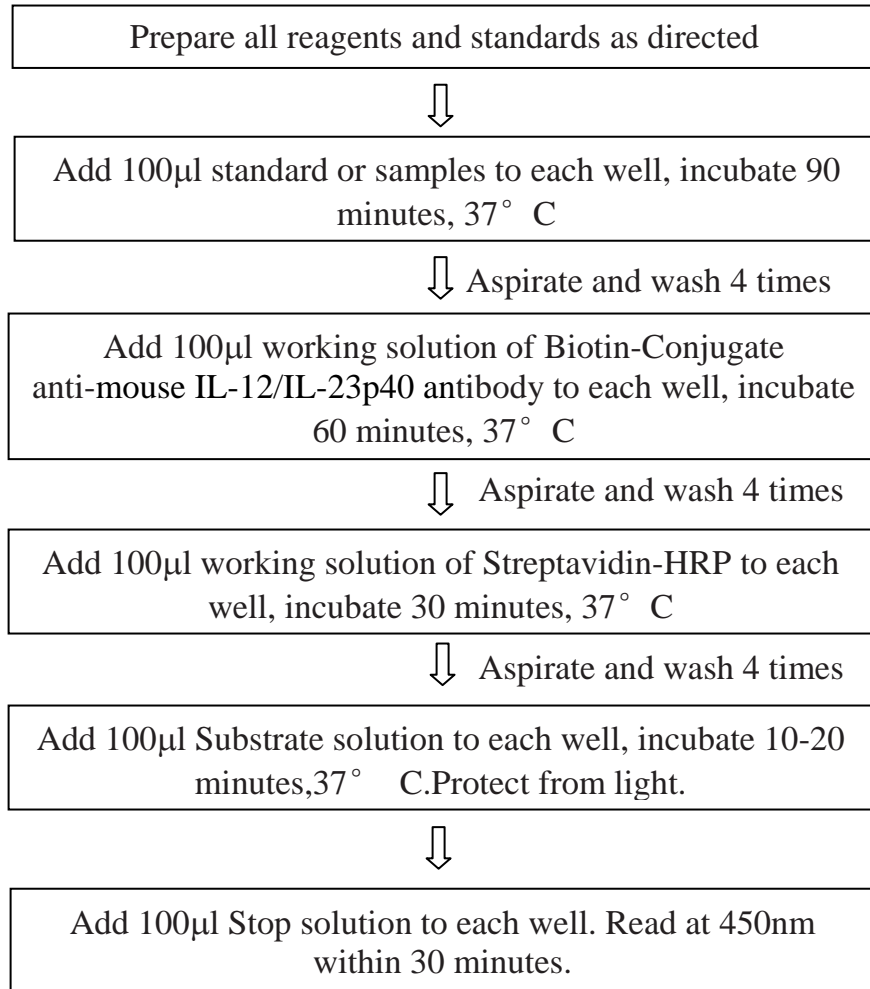 Prepare all reagents and standards as directed
Add 100μl standard or samples to each well, incubate 90
minutes, 37° C
Aspirate and wash 4 times
Add 100μl working solution of Biotin-Conjugate
anti-mouse IL-12/IL-23p40 antibody to each well, incubate
60 minutes, 37° C
Aspirate and wash 4 times
Add 100μl working solution of Streptavidin-HRP to each
well, incubate 30 minutes, 37° C
Aspirate and wash 4 times
Add 100μl Substrate solution to each well, incubate 10-20
minutes,37° C.Protect from light.
Add 100μl Stop solution to each well. Read at 450nm
within 30 minutes.